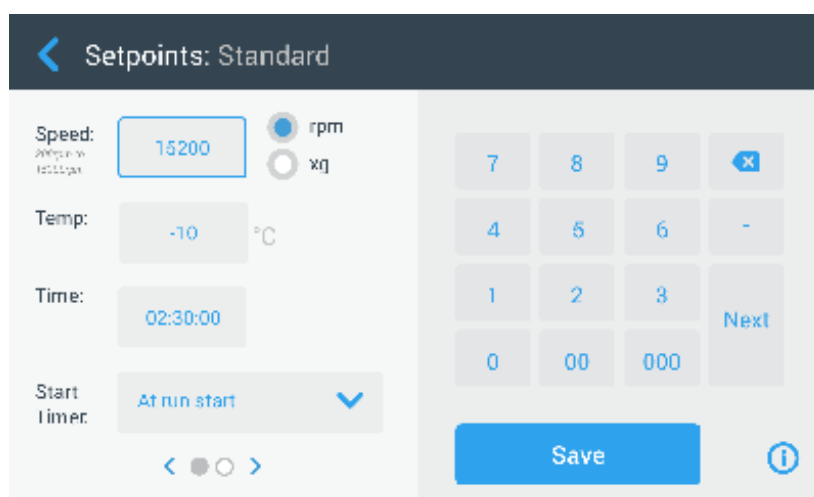 Setpoints: Standard
Speed:
15200
rpm
xg
Temp:
-10
°C
Time:
02:30:00
Start
Timer:
At run start
7 8 9
4 5 6 -
1 2 3
Next
0 00 000
Save